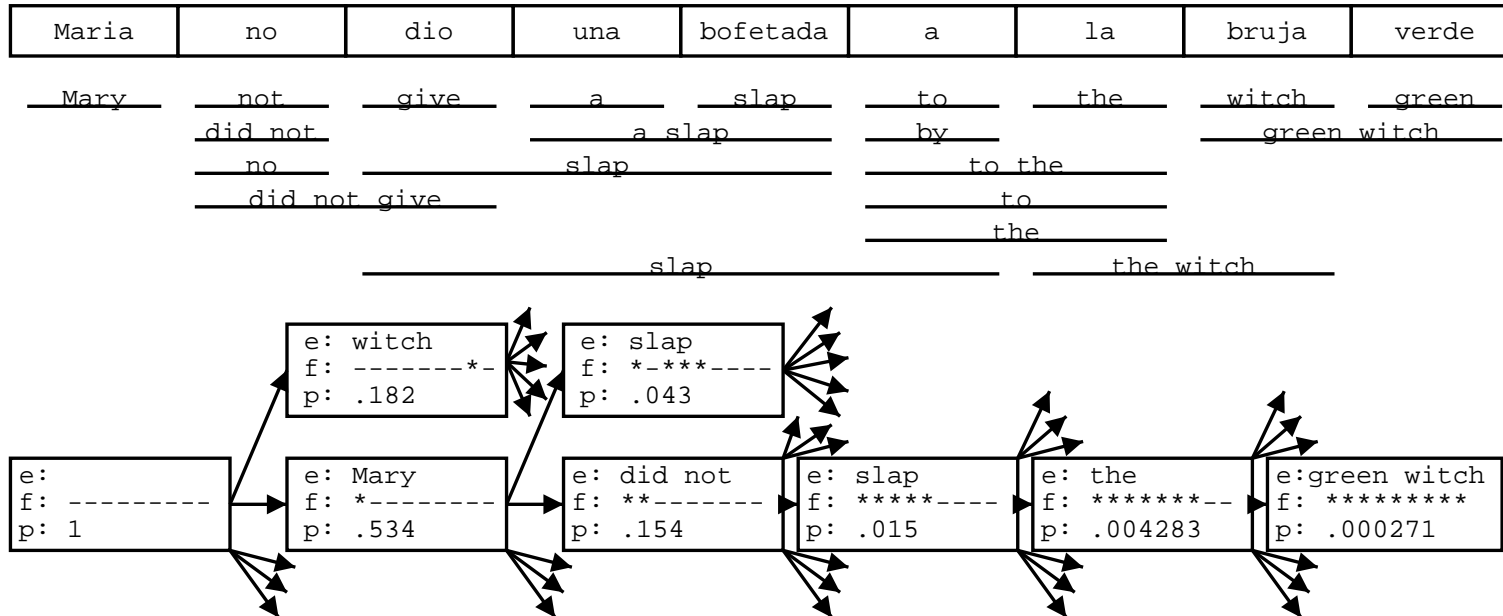 Maria no dio una bofetada a la bruja verde
Mary not give a slap to the witch green
did not a slap by green witch
no slap to the
did not give to
the
slap the witch
e: witch
f: -------*-
p: .182
e: slap
f: *-***----
p: .043
e:
f: ---------
p: 1
e: Mary
f: *--------
p: .534
e: did not
f: **-------
p: .154
e: slap
f: *****----
p: .015
e: the
f: *******--
p: .004283
e:green witch
f: *********
p: .000271